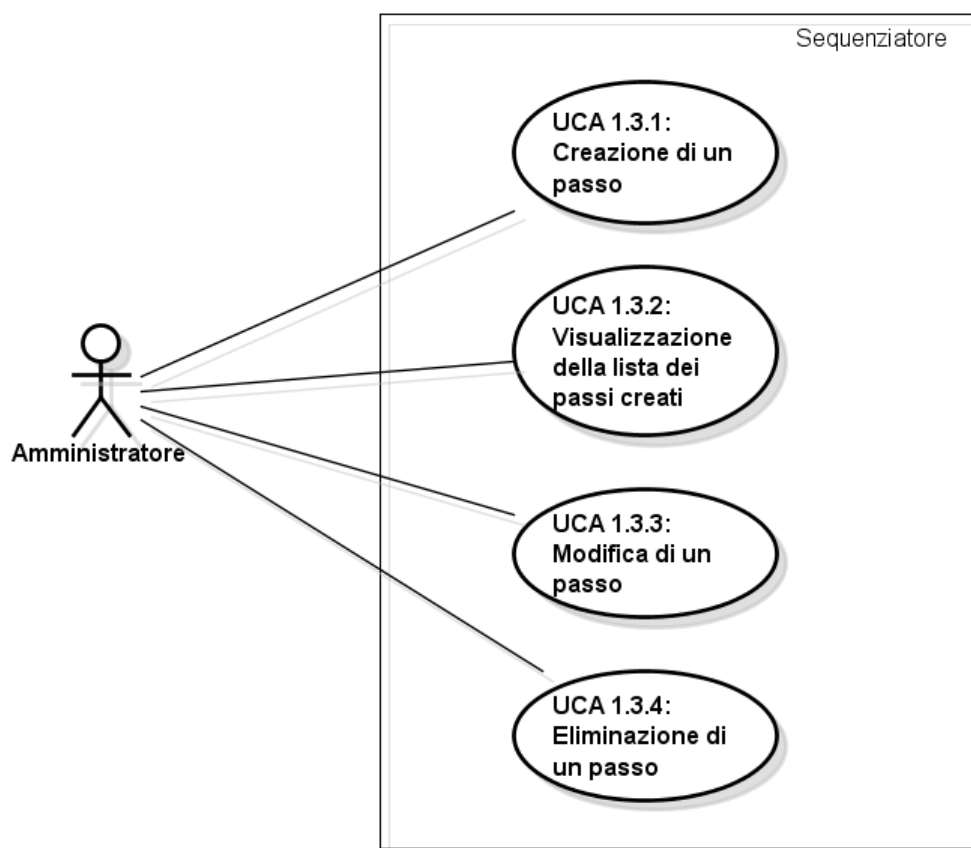 Sequenziatore
UCA 1.3.1:
Creazione di un
passo
UCA 1.3.2:
Visualizzazione
della lista dei
passi creati
Amministratore
UCA 1.3.3:
Modifica di un
passo
UCA 1.3.4:
Eliminazione di
un passo